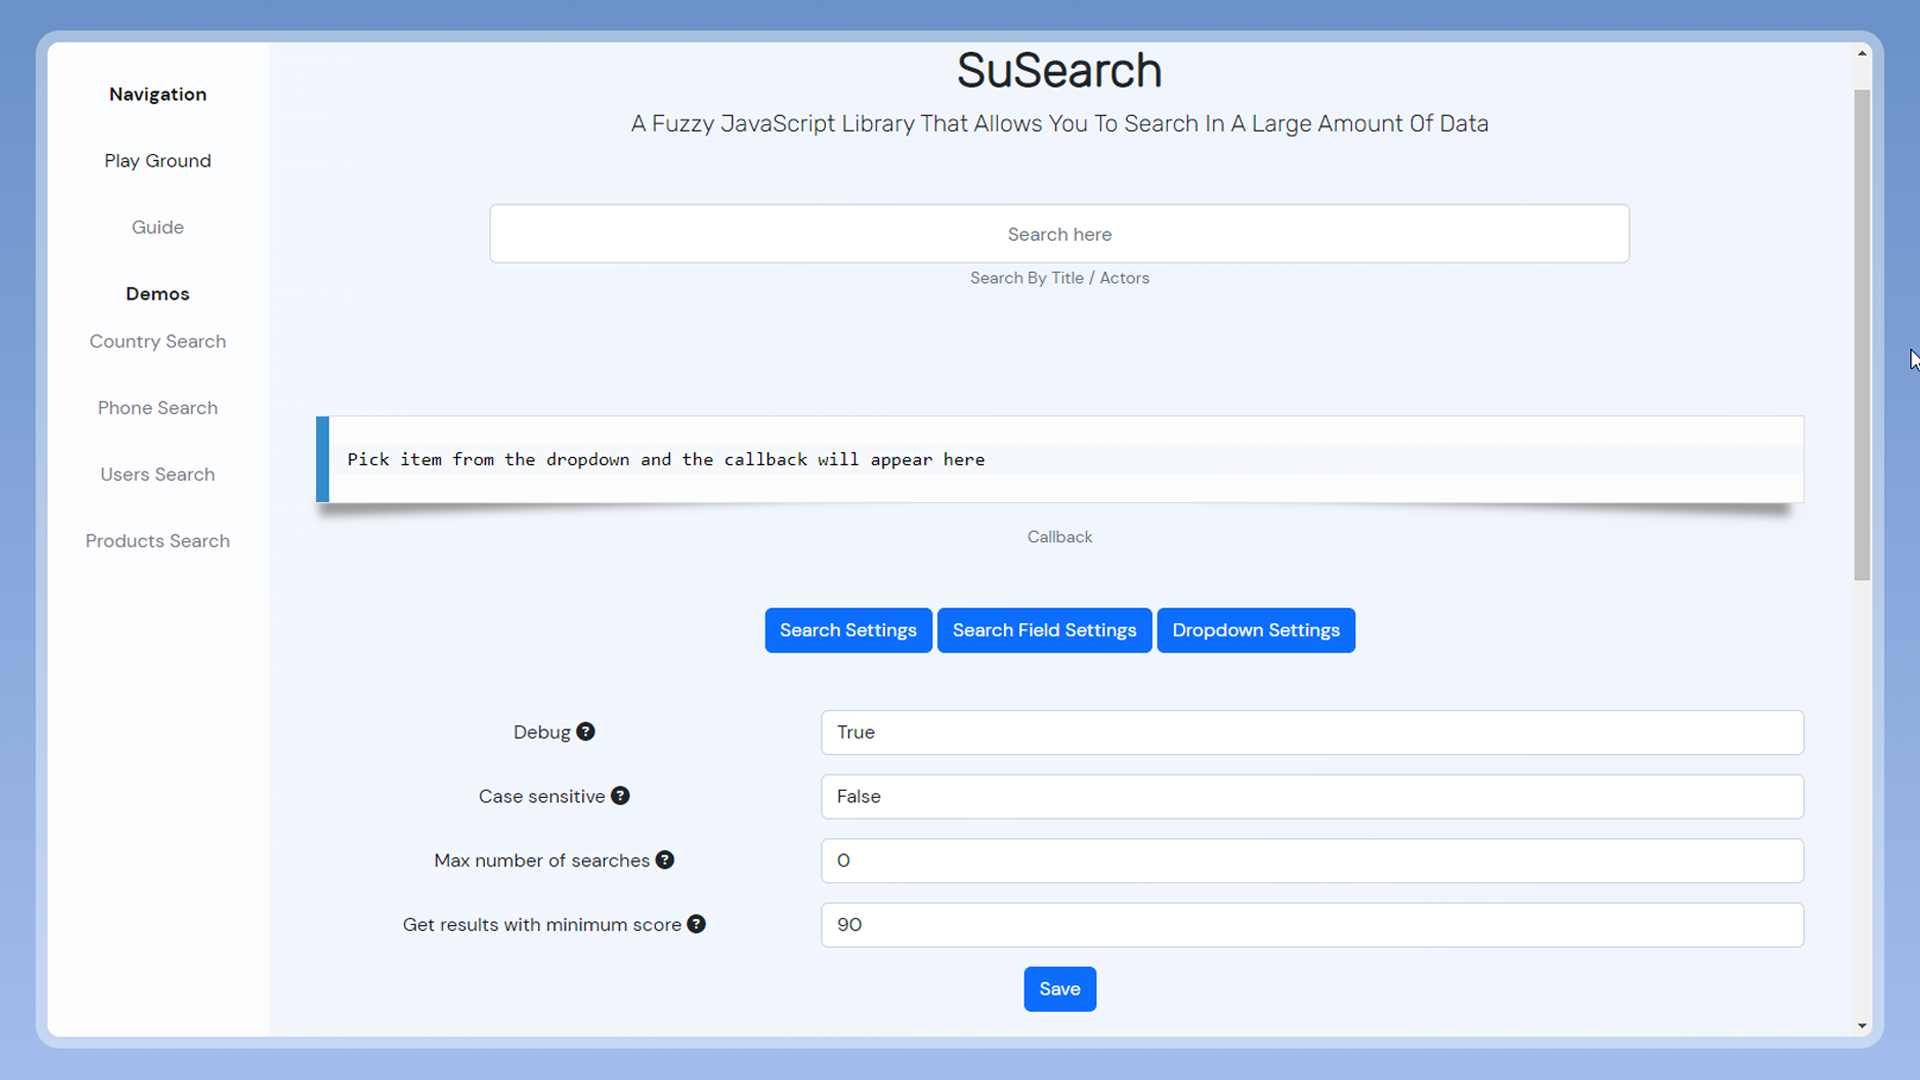 Navigation
Play Ground
Guide
Demos
Country Search
Phone Search
Users Search
Products Search
SuSearch
A Fuzzy JavaScript Library That Allows You To Search In A Large Amount Of Data
Search here
Search By Title / Actors
Pick item from the dropdown and the callback will appear here
Callback
Search Settings Search Field Settings Dropdown Settings
Debug ? True
Case sensitive ? False
Max number of searches ? 0
Get results with minimum score ? 90
Save